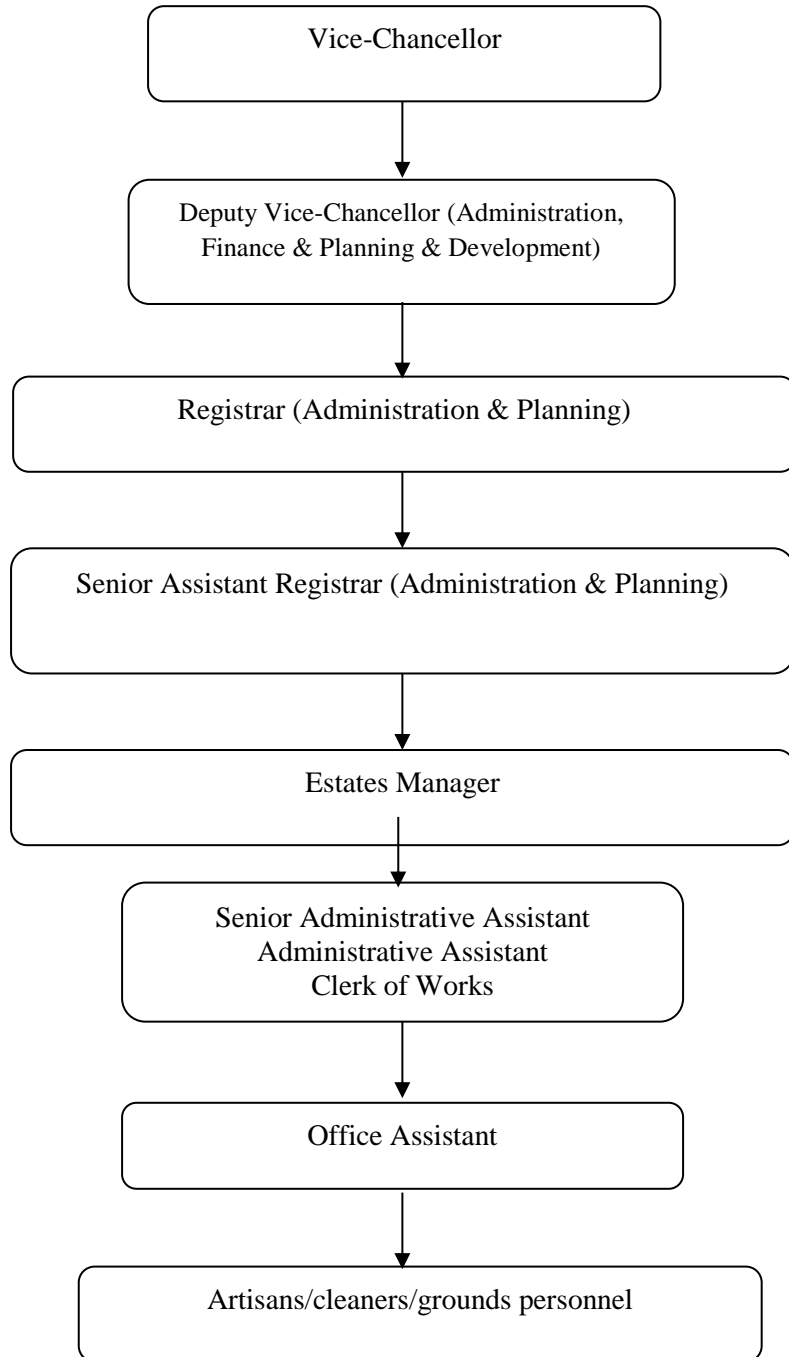 Vice-Chancellor
Deputy Vice-Chancellor (Administration,
Finance & Planning & Development)
Registrar (Administration & Planning)
Senior Assistant Registrar (Administration & Planning)
Estates Manager
Senior Administrative Assistant
Administrative Assistant
Clerk of Works
Office Assistant
Artisans/cleaners/grounds personnel